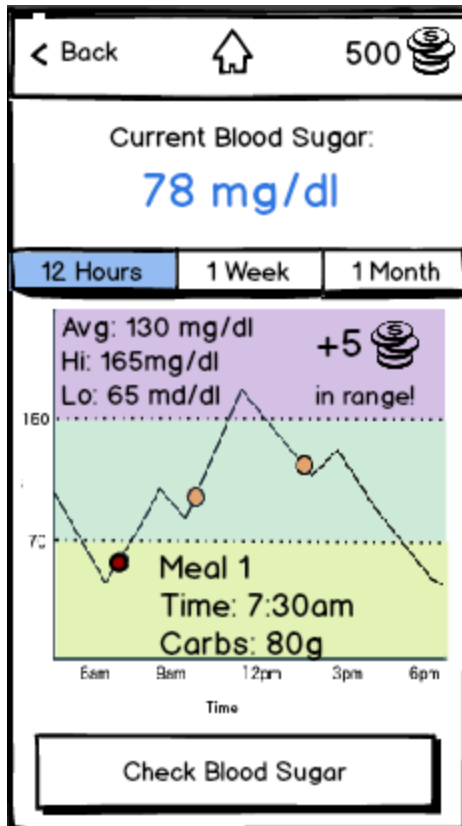 < Back
500
Current Blood Sugar:
78 mg/dl
12 Hours
1 Week
1 Month
Avg: 130 mg/dl
Hi: 165mg/dl
Lo: 65 md/dl
+5
in range!
160
70
Meal 1
Time: 7:30am
Carbs: 80g
6am
9am
12pm
3pm
6pm
Time
Check Blood Sugar